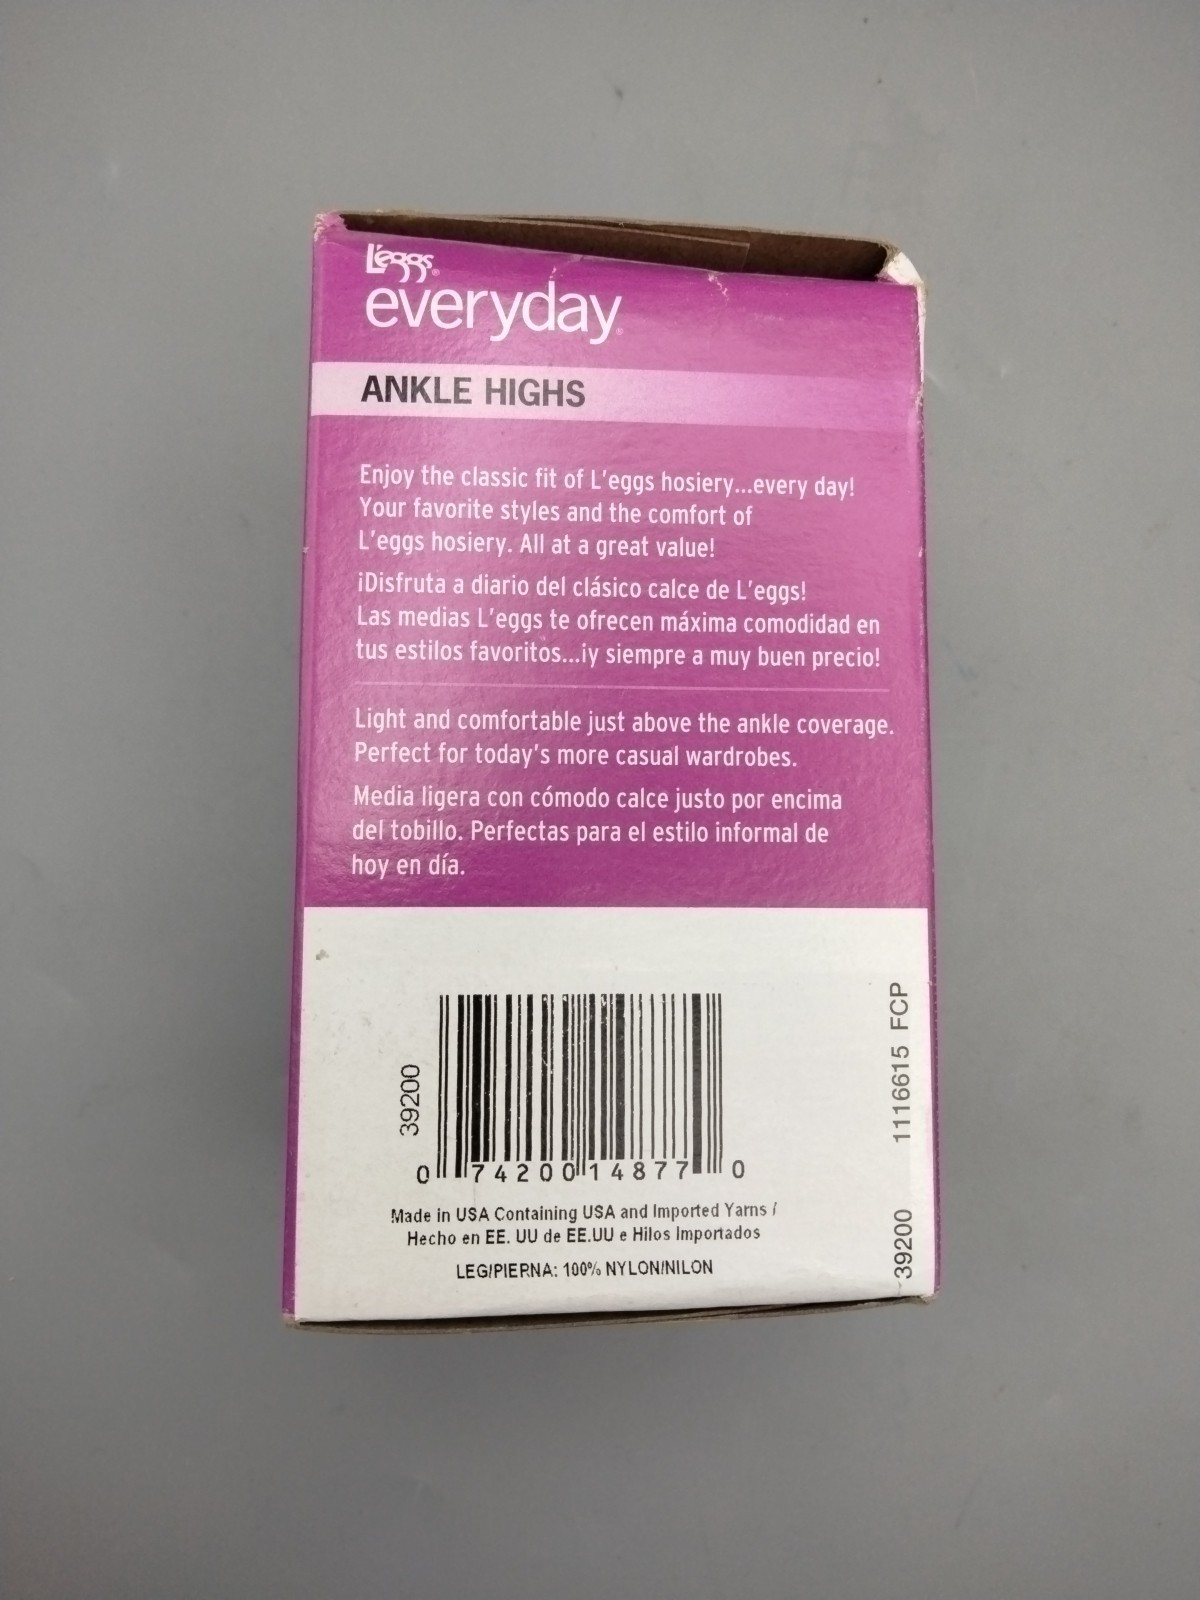 L'eggs®
everyday®
ANKLE HIGHS
Enjoy the classic fit of L'eggs hosiery...every day!
Your favorite styles and the comfort of
L'eggs hosiery. All at a great value!
¡Disfruta a diario del clásico calce de L'eggs!
Las medias L'eggs te ofrecen máxima comodidad en
tus estilos favoritos...¡y siempre a muy buen precio!
Light and comfortable just above the ankle coverage.
Perfect for today's more casual wardrobes.
Media ligera con cómodo calce justo por encima
del tobillo. Perfectas para el estilo informal de
hoy en día.
39200
0 74200 14877 0
Made in USA Containing USA and Imported Yarns /
Hecho en EE. UU de EE.UU e Hilos Importados
LEG/PIERNA: 100% NYLON/NILON
39200 1116615 FCP